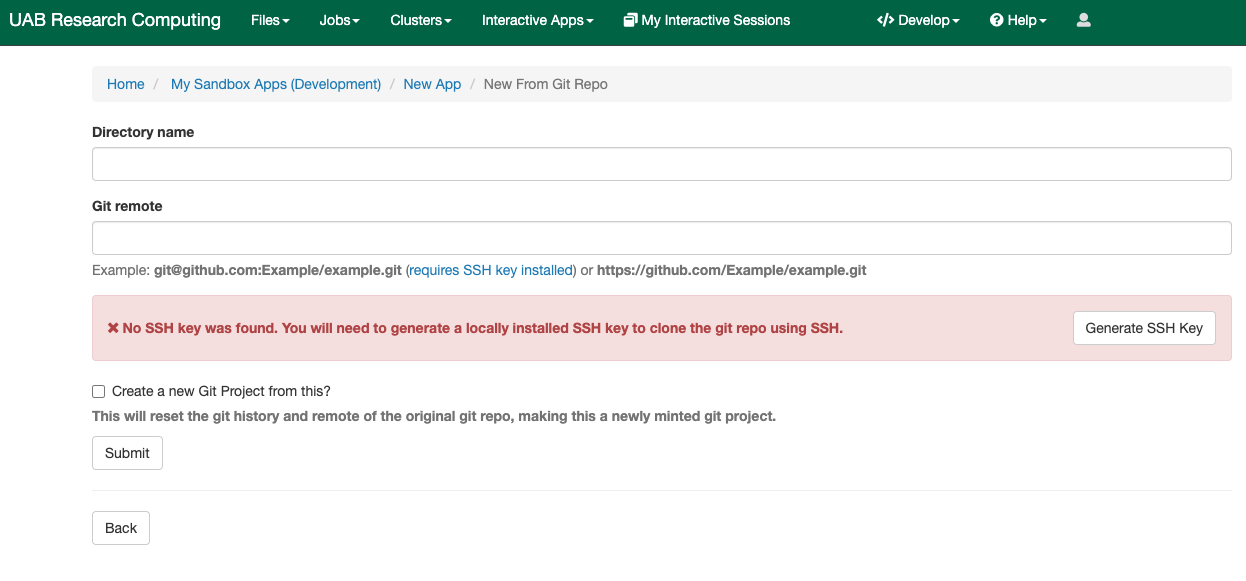 UAB Research Computing Files Jobs Clusters Interactive Apps My Interactive Sessions Develop Help
Home / My Sandbox Apps (Development) / New App / New From Git Repo
Directory name
Git remote
Example: git@github.com:Example/example.git (requires SSH key installed) or https://github.com/Example/example.git
No SSH key was found. You will need to generate a locally installed SSH key to clone the git repo using SSH. Generate SSH Key
Create a new Git Project from this?
This will reset the git history and remote of the original git repo, making this a newly minted git project.
Submit
Back